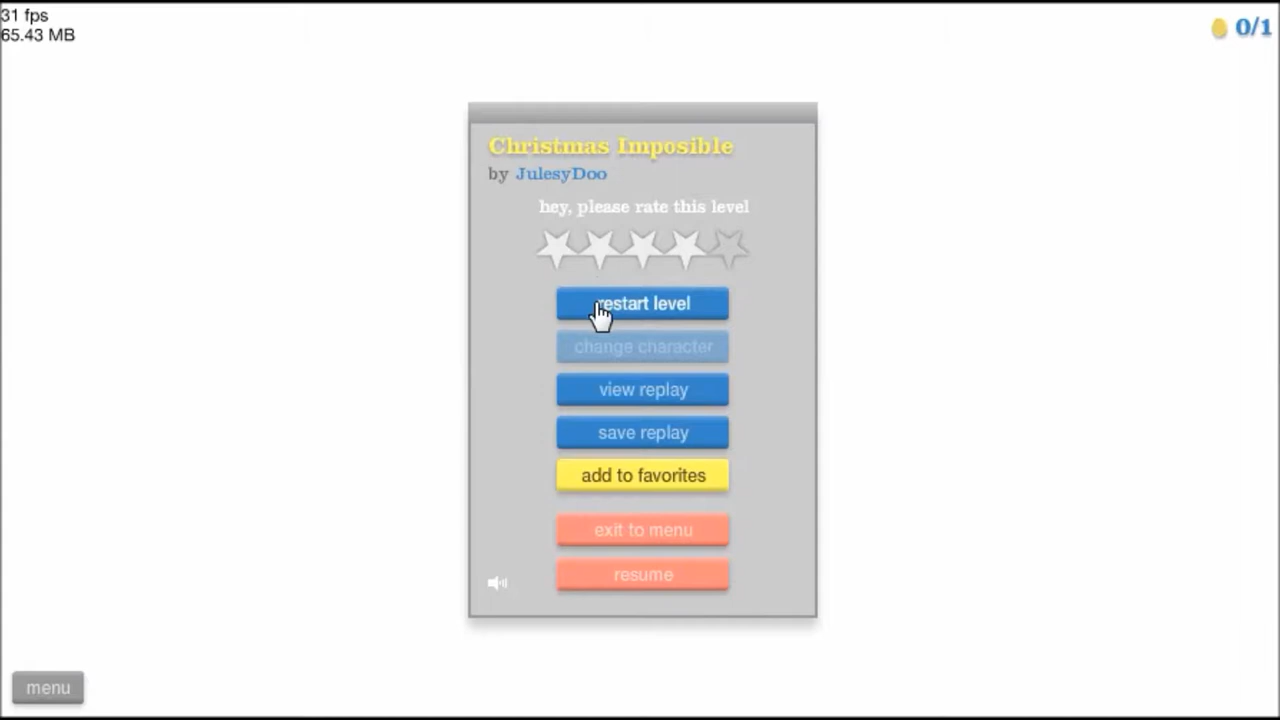 31 fps
65.43 MB
0/1
Christmas Imposible
by JulesyDoo
hey, please rate this level
restart level
change character
view replay
save replay
add to favorites
exit to menu
resume
menu